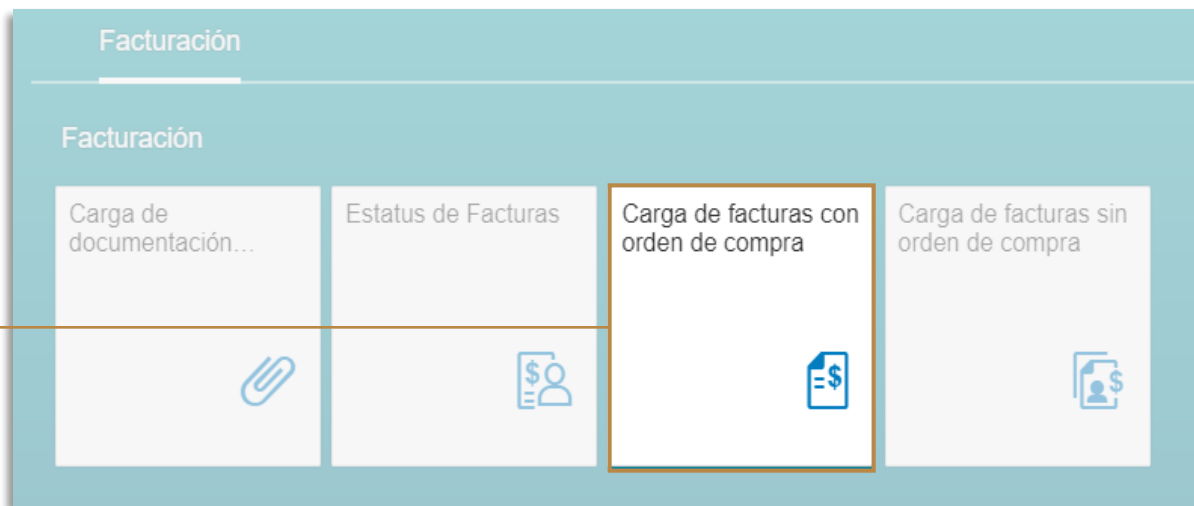 Facturación
Facturación
Carga de
documentación...
Estatus de Facturas
Carga de facturas con
orden de compra
Carga de facturas sin
orden de compra